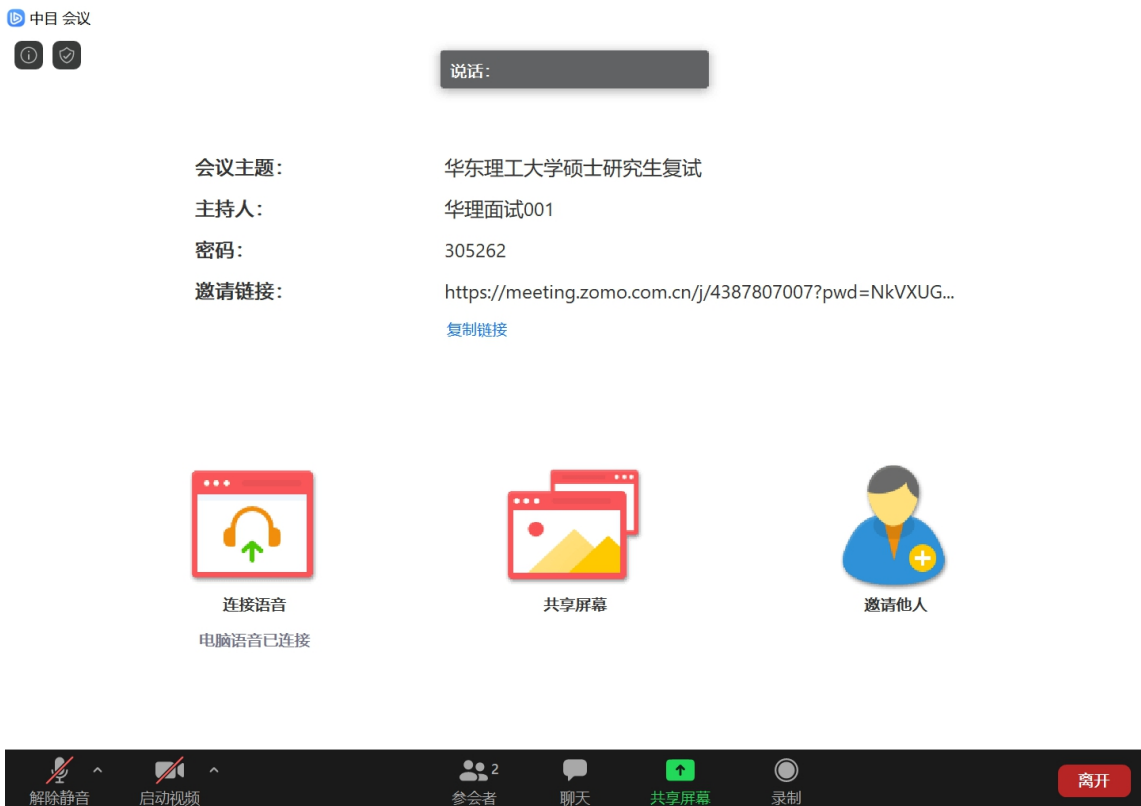 中目 会议
说话：
会议主题： 华东理工大学硕士研究生复试
主持人： 华理面试001
密码： 305262
邀请链接： https://meeting.zomo.com.cn/j/4387807007?pwd=NkVXUG...
复制链接
连接语音 共享屏幕 邀请他人
电脑语音已连接
2
解除静音 启动视频 参会者 聊天 共享屏幕 录制 离开